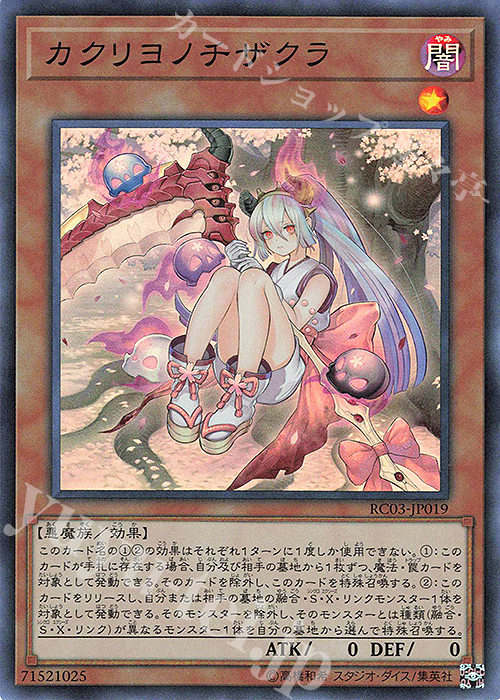 カクリヨノチザクラ
やみ
闇
RC03-JP019
【悪魔族／効果】
このカード名の①②の効果はそれぞれ1ターンに1度しか使用できない。①：この
カードが手札に存在する場合、自分及び相手の墓地から1枚ずつ、魔法・罠カードを
対象として発動できる。そのカードを除外し、このカードを特殊召喚する。②：この
カードをリリースし、自分または相手の墓地の融合・S・X・リンクモンスター1体を
対象として発動できる。そのモンスターを除外し、そのモンスターとは種類（融合・
S・X・リンク）が異なるモンスター1体を自分の墓地から選んで特殊召喚する。
ATK/ 0 DEF/ 0
71521025
©高橋和希 スタジオ・ダイス/集英社